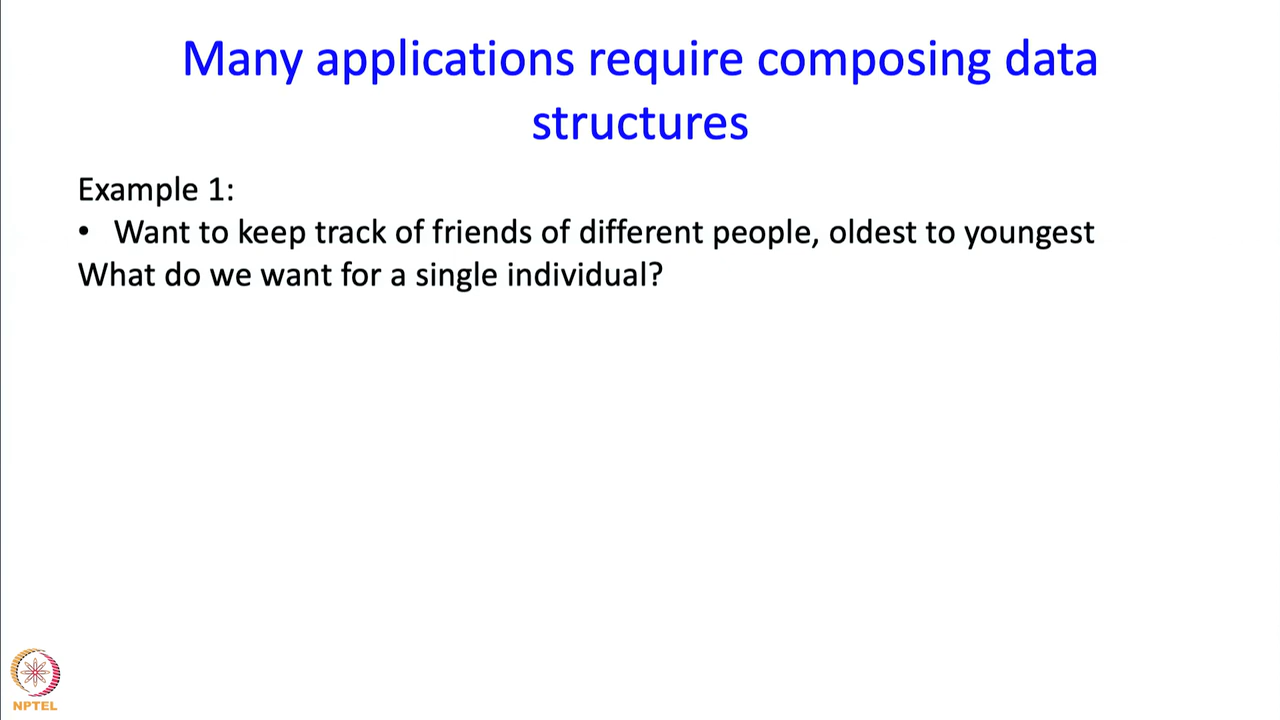 Many applications require composing data
structures
Example 1:
• Want to keep track of friends of different people, oldest to youngest
What do we want for a single individual?
NPTEL